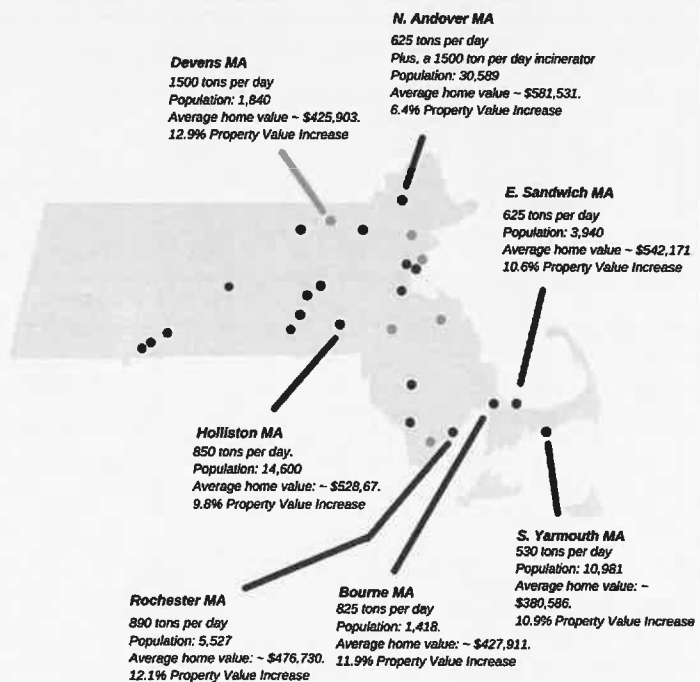 N. Andover MA
625 tons per day
Plus, a 1500 ton per day incinerator
Population: 30,589
Average home value ~ $581,531.
6.4% Property Value Increase
Devens MA
1500 tons per day
Population: 1,840
Average home value ~ $425,903.
12.9% Property Value Increase
E. Sandwich MA
625 tons per day
Population: 3,940
Average home value ~ $542,171
10.6% Property Value Increase
Holliston MA
850 tons per day.
Population: 14,600
Average home value: ~ $528,67.
9.8% Property Value Increase
S. Yarmouth MA
530 tons per day
Population: 10,981
Average home value: ~
$380,586.
10.9% Property Value Increase
Rochester MA
890 tons per day
Population: 5,527
Average home value: ~ $476,730.
12.1% Property Value Increase
Bourne MA
825 tons per day
Population: 1,418.
Average home value: ~ $427,911.
11.9% Property Value Increase